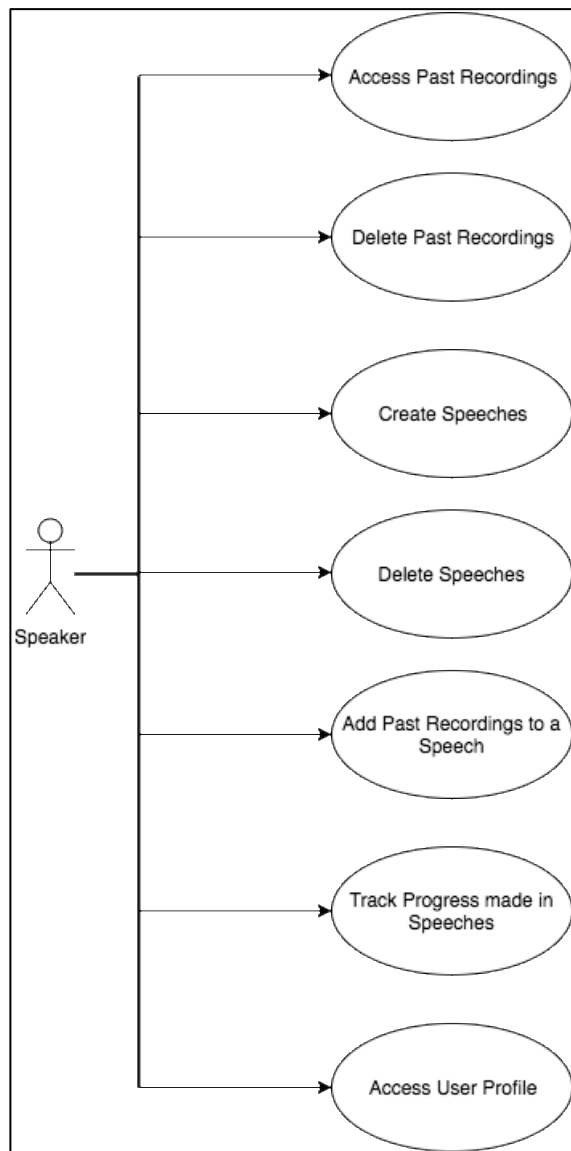 Access Past Recordings
Delete Past Recordings
Create Speeches
Delete Speeches
Speaker
Add Past Recordings to a
Speech
Track Progress made in
Speeches
Access User Profile